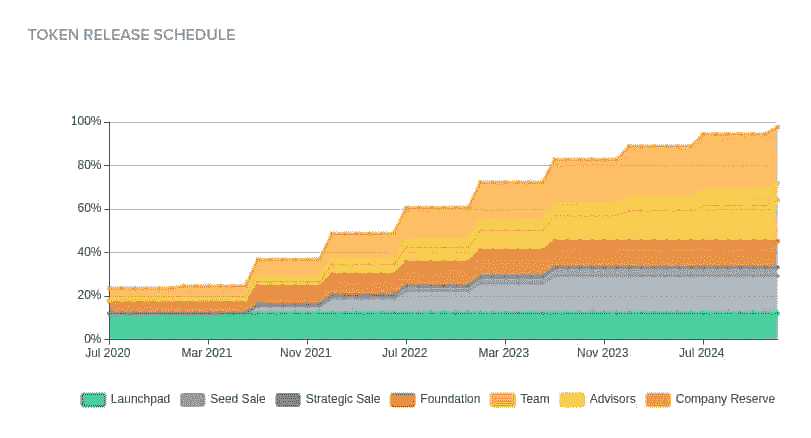 TOKEN RELEASE SCHEDULE
100%
80%
60%
40%
20%
0%
Jul 2020 Mar 2021 Nov 2021 Jul 2022 Mar 2023 Nov 2023 Jul 2024
Launchpad Seed Sale Strategic Sale Foundation Team Advisors Company Reserve